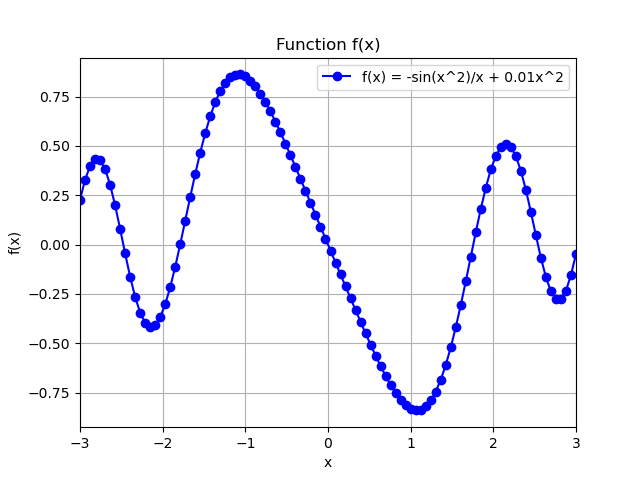 Function f(x)
f(x) = -sin(x^2)/x + 0.01x^2
0.75
0.50
0.25
0.00
−0.25
−0.50
−0.75
f(x)
−3 −2 −1 0 1 2 3
x